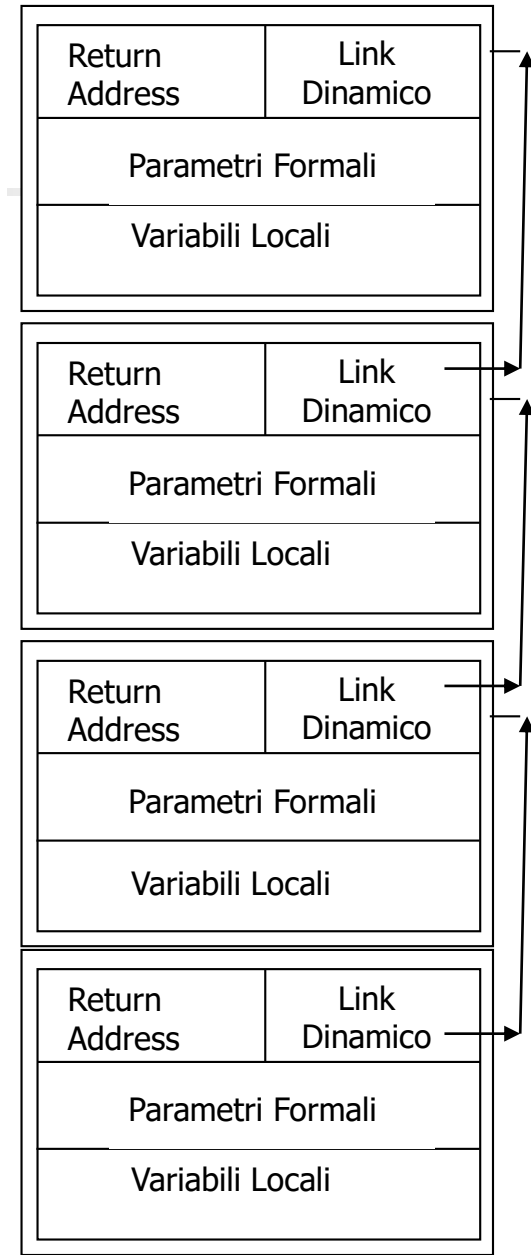 Return Link
Address Dinamico
Parametri Formali
Variabili Locali
Return Link
Address Dinamico
Parametri Formali
Variabili Locali
Return Link
Address Dinamico
Parametri Formali
Variabili Locali
Return Link
Address Dinamico
Parametri Formali
Variabili Locali